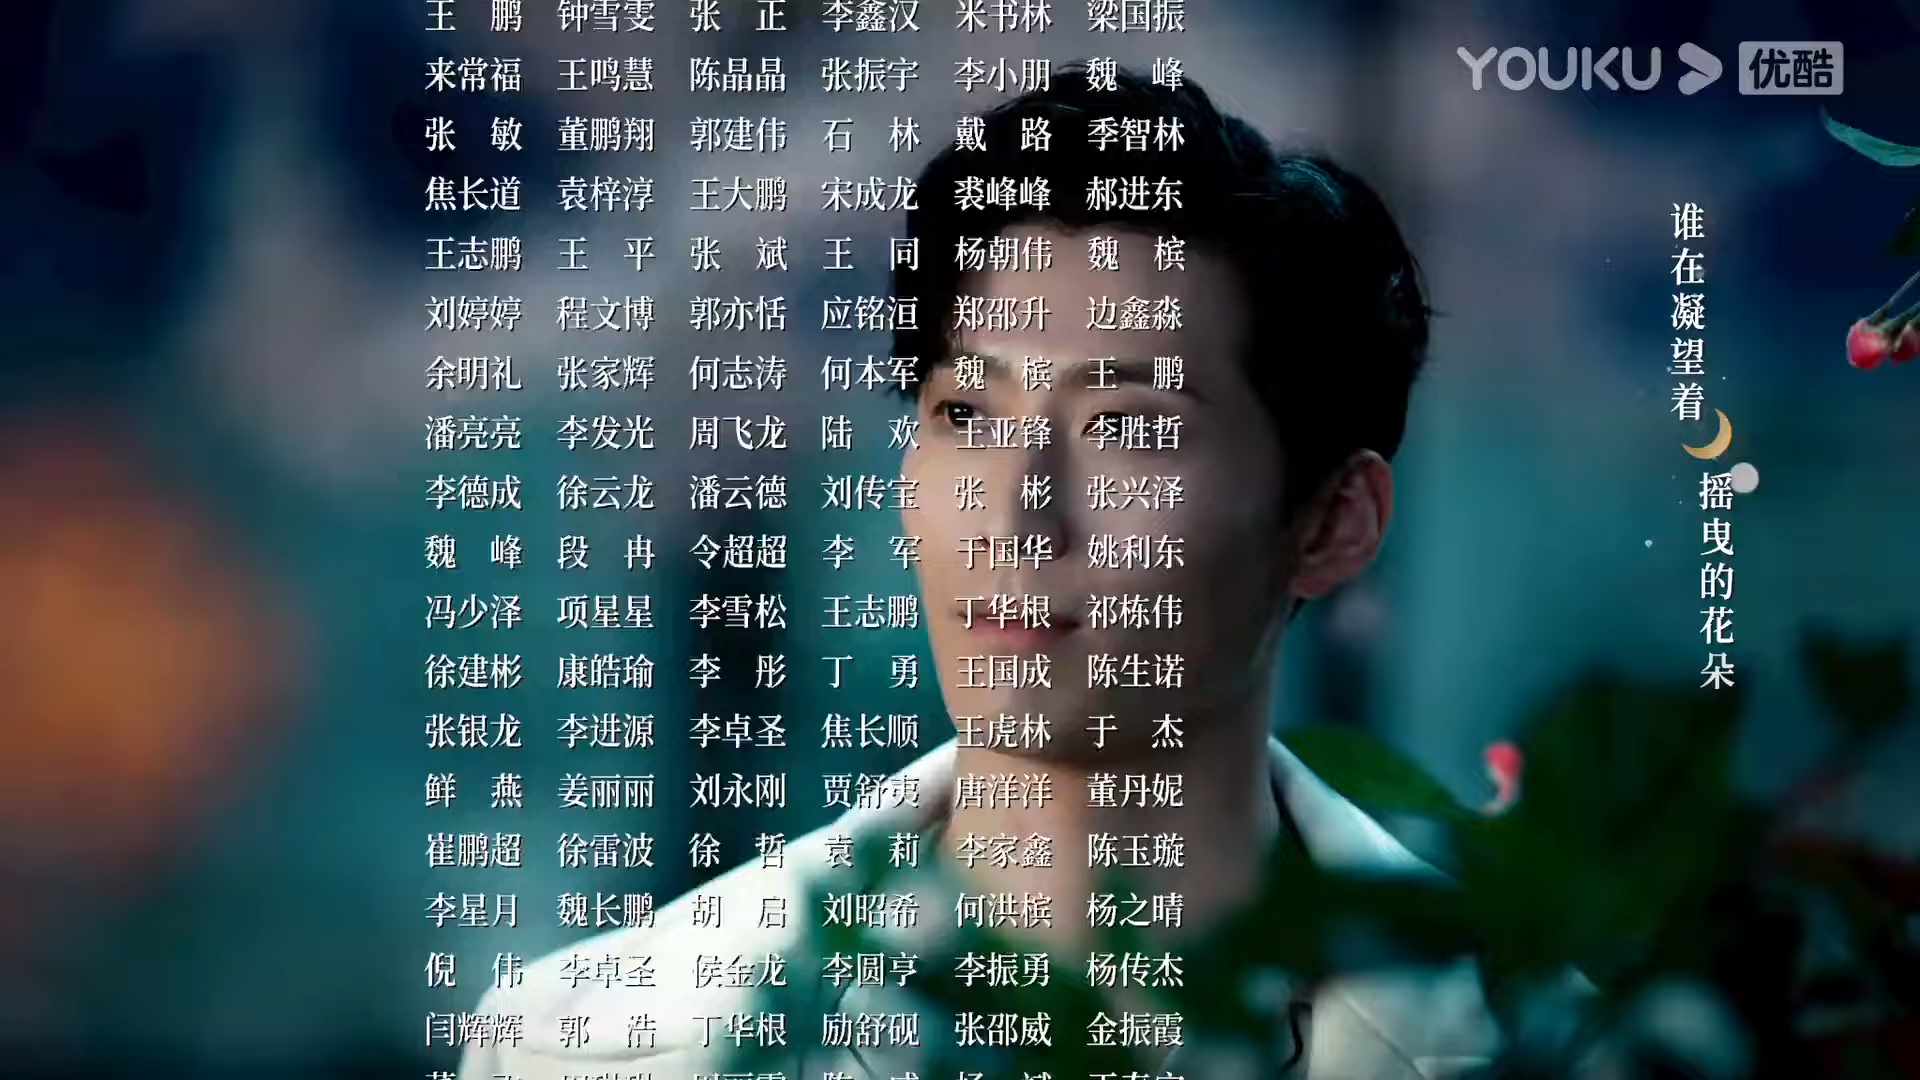 王 鹏 钟雪雯 张 正 李鑫汉 米书林 梁国振
YOUKU 优酷
来常福 王鸣慧 陈晶晶 张振宇 李小朋 魏 峰
张 敏 董鹏翔 郭建伟 石 林 戴 路 季智林
焦长道 袁梓淳 王大鹏 宋成龙 裘峰峰 郝进东
王志鹏 王 平 张 斌 王 同 杨朝伟 魏 槟
刘婷婷 程文博 郭亦恬 应铭洹 郑邵升 边鑫淼
余明礼 张家辉 何志涛 何本军 魏 槟 王 鹏
潘亮亮 李发光 周飞龙 陆 欢 王亚锋 李胜哲
李德成 徐云龙 潘云德 刘传宝 张 彬 张兴泽
魏 峰 段 冉 令超超 李 军 于国华 姚利东
冯少泽 项星星 李雪松 王志鹏 丁华根 祁栋伟
徐建彬 康皓瑜 李 彤 丁 勇 王国成 陈生诺
张银龙 李进源 李卓圣 焦长顺 王虎林 于 杰
鲜 燕 姜丽丽 刘永刚 贾舒夷 唐洋洋 董丹妮
崔鹏超 徐雷波 徐 哲 袁 莉 李家鑫 陈玉璇
李星月 魏长鹏 胡 启 刘昭希 何洪槟 杨之晴
倪 伟 李卓圣 侯金龙 李圆亨 李振勇 杨传杰
闫辉辉 郭 浩 丁华根 励舒砚 张邵威 金振霞
谁在凝望着
摇曳的花朵